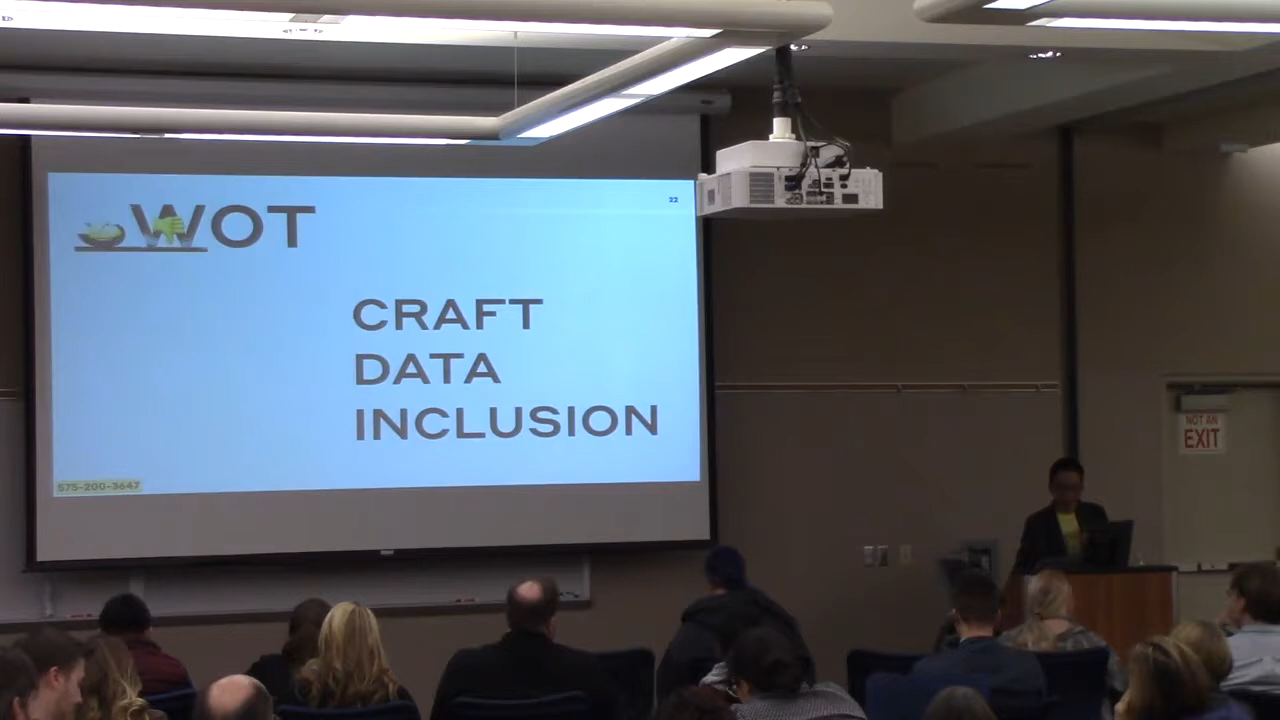 22
WOT
CRAFT
DATA
INCLUSION
575-200-3647
NOT AN
EXIT